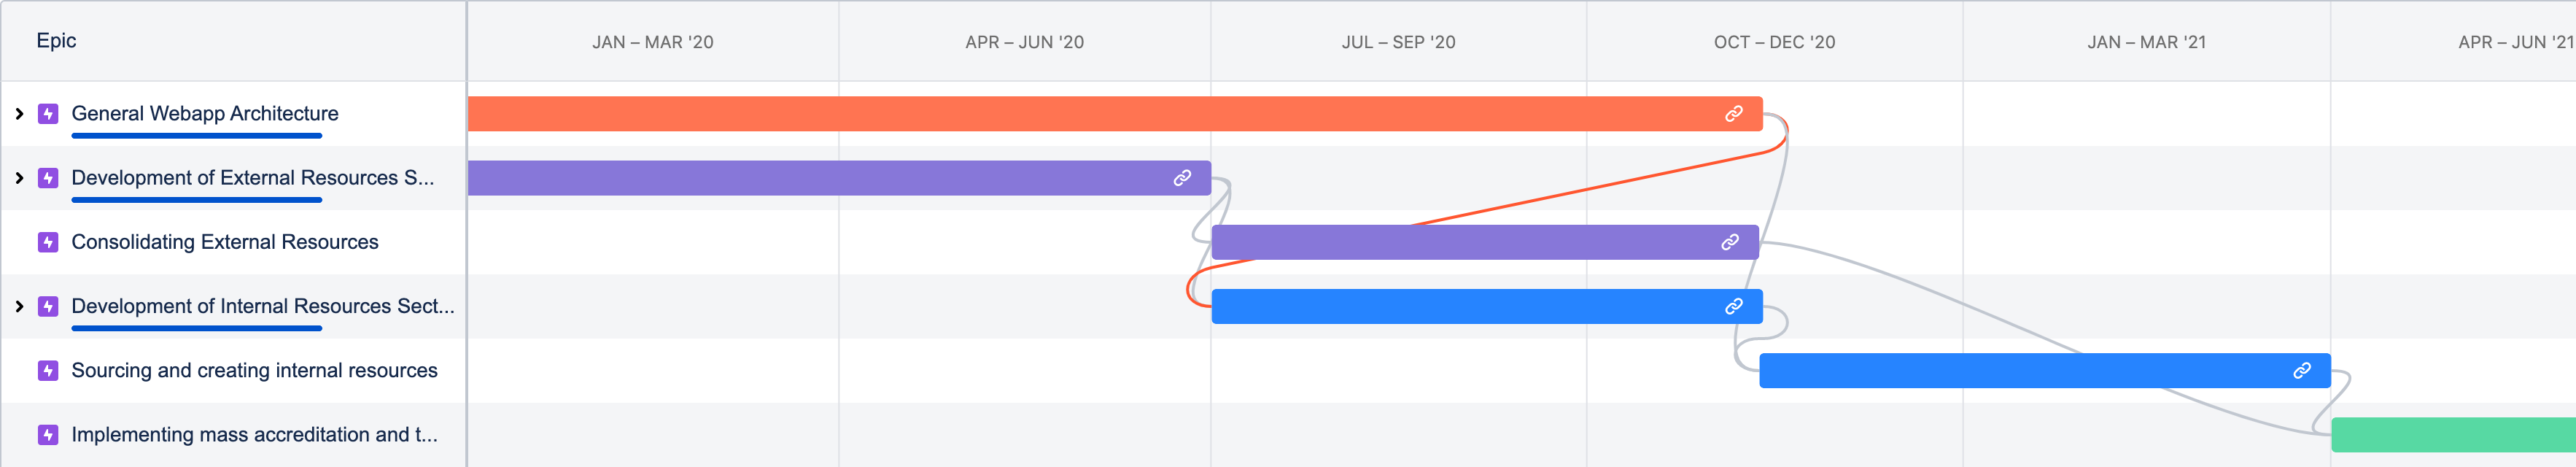 Epic
JAN – MAR '20
APR – JUN '20
JUL – SEP '20
OCT – DEC '20
JAN – MAR '21
APR – JUN '21
General Webapp Architecture
Development of External Resources S...
Consolidating External Resources
Development of Internal Resources Sect...
Sourcing and creating internal resources
Implementing mass accreditation and t...